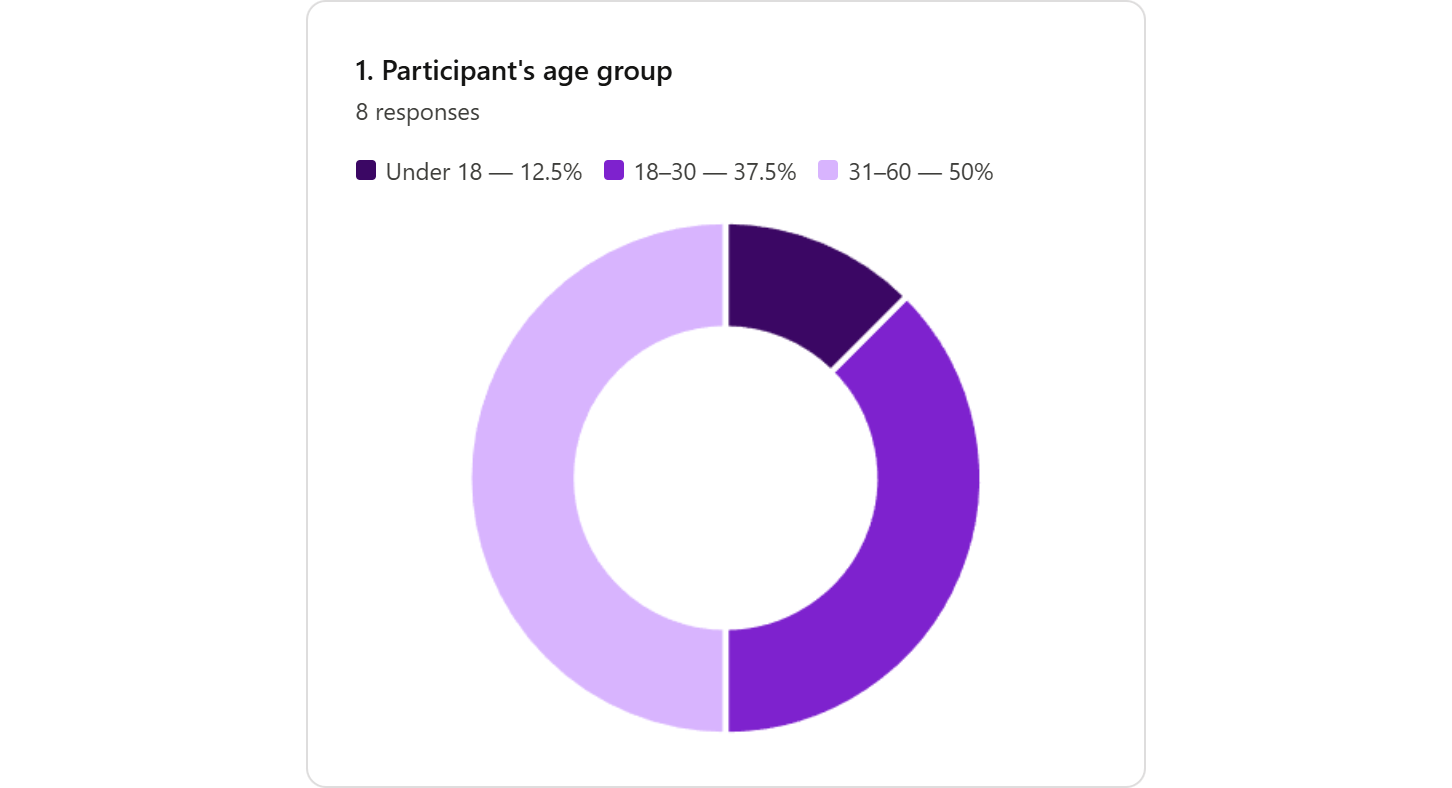 1. Participant's age group
8 responses
Under 18 — 12.5% 18–30 — 37.5% 31–60 — 50%